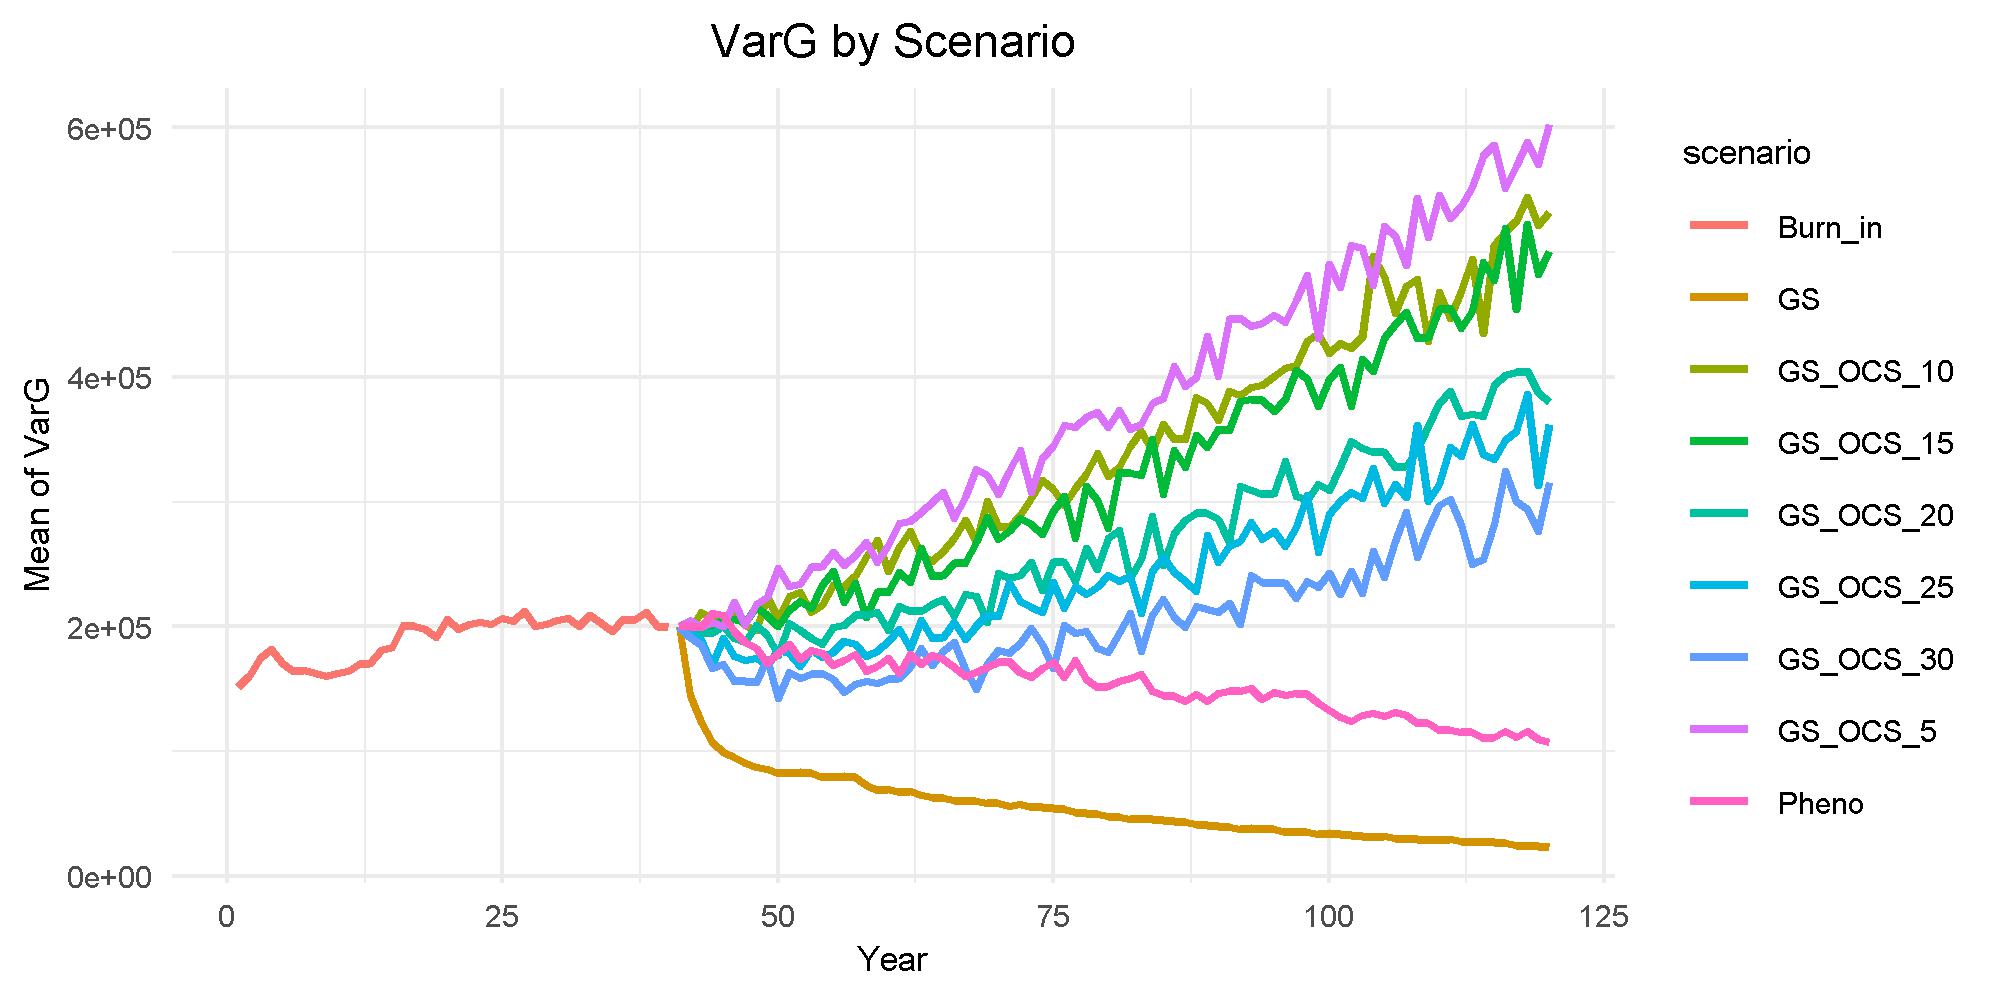 VarG by Scenario
Mean of VarG
6e+05
4e+05
2e+05
0e+00
0 25 50 75 100 125
Year
scenario
Burn_in
GS
GS_OCS_10
GS_OCS_15
GS_OCS_20
GS_OCS_25
GS_OCS_30
GS_OCS_5
Pheno